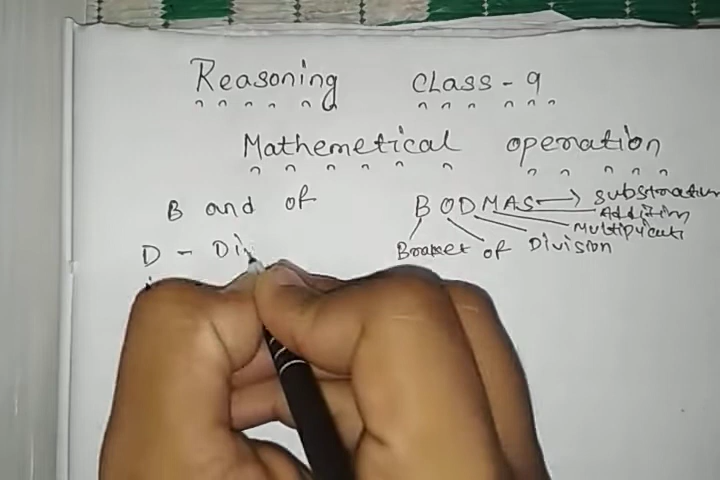 Reasoning Class - 9
Mathemetical operation
B and of
BODMAS → substraction
Addition
Multiplicati
Bracket of Division
D - Di